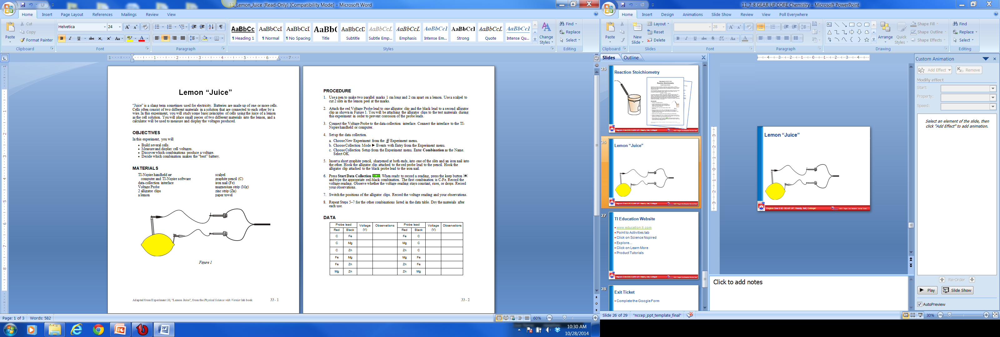 11_Lemon_Juice (Read-Only) [Compatibility Mode] - Microsoft Word
Home Insert Page Layout References Mailings Review View
Paste
Cut
Copy
Format Painter
Clipboard
Helvetica 24
Font
Paragraph
AaBbCc AaBbCcI AaBbCcI AaBb( AaBbCcD AaBbCcL AaBbCcL AaBbCcI AaBbCcI AaBbCcL AaBbCcI
¶ Heading 1 ¶ Normal ¶ No Spacing Title Subtitle Subtle Emp... Emphasis Intense Em... Strong Quote Intense Qu...
Change Styles
Styles
Find
Replace
Select
Editing
Lemon “Juice”
“Juice” is a slang term sometimes used for electricity. Batteries are made up of one or more cells.
Cells often consist of two different materials in a solution that are connected to each other by a
wire. In this experiment, you will study some basic principles of cells using the juice of a lemon
as the cell solution. You will place small pieces of two different materials into the lemon, and a
calculator will be used to measure and display the voltages produced.
OBJECTIVES
In this experiment, you will
• Build several cells.
• Measure and display cell voltages.
• Discover which combinations produce a voltage.
• Decide which combination makes the “best” battery.
MATERIALS
TI-Nspire handheld or
computer and TI-Nspire software
data-collection interface
Voltage Probe
2 alligator clips
a lemon
scalpel
graphite pencil (C)
iron nail (Fe)
magnesium strip (Mg)
zinc strip (Zn)
paper towel
Figure 1
Adapted from Experiment 33, “Lemon Juice”, from the Physical Science with Vernier lab book 33 - 1
PROCEDURE
1. Use a pen to make two parallel marks 1 cm long and 2 cm apart on a lemon. Use a scalpel to
cut 2 slits in the lemon peel at the marks.
2. Attach the red Voltage Probe lead to one alligator clip and the black lead to a second alligator
clip as shown in Figure 1. You will be attaching the alligator clips to the test materials during
this experiment in order to prevent corrosion of the probe leads.
3. Connect the Voltage Probe to the data-collection interface. Connect the interface to the TI-
Nspire handheld or computer.
4. Set up the data collection.
a. Choose New Experiment from the Experiment menu.
b. Choose Collection Mode ► Events with Entry from the Experiment menu.
c. Choose Collection Setup from the Experiment menu. Enter Combination as the Name.
Select OK.
5. Insert a short graphite pencil, sharpened at both ends, into one of the slits and an iron nail into
the other. Hook the alligator clip attached to the red probe lead to the pencil. Hook the
alligator clip attached to the black probe lead to the iron nail.
6. Press Start Data Collection. When ready to record a reading, press the keep button
and type the appropriate red-black combination. The first combination is C-Fe. Record the
voltage reading. Observe whether the voltage reading stays constant, rises, or drops. Record
your observations.
7. Switch the positions of the alligator clips. Record the voltage reading and your observations.
8. Repeat Steps 5–7 for the other combinations listed in the data table. Dry the materials after
each use.
DATA
Probe lead Voltage (V) Observations Probe lead Voltage (V) Observations
Red Black Red Black
C Fe Fe C
C Mg Mg C
C Zn Zn C
Fe Mg Mg Fe
Fe Zn Zn Fe
Mg Zn Zn Mg
33 - 2
Page: 1 of 3 Words: 582
60%
10:30 AM
10/28/2014
11_7-8 GEAR UP CORE Chemistry - Microsoft PowerPoint
Home Insert Design Animations Slide Show Review View Poll Everywhere
Paste
Clipboard
New Slide
Layout
Reset
Delete
Slides
28
Font
Paragraph
Arrange
Quick Styles
Shape Fill
Shape Outline
Shape Effects
Drawing
Find
Replace
Select
Editing
Slides Outline
25
Reaction Stoichiometry
Region One ESC GEAR UP: Ready, Set, College!
26
Lemon “Juice”
Region One ESC GEAR UP: Ready, Set, College!
27
TI Education Website
www.education.ti.com
Point to Activities tab
Click on Science Nspired
Explore...
Click on Learn More
Product Tutorials
Region One ESC GEAR UP: Ready, Set, College!
28
Exit Ticket
Complete the Google Form
Lemon “Juice”
Region One ESC GEAR UP: Ready, Set, College!
Click to add notes
Custom Animation
Add Effect Remove
Modify effect
Start:
Property:
Speed:
Select an element of the slide, then
click "Add Effect" to add animation.
Re-Order
Play Slide Show
AutoPreview
Slide 26 of 29 "nccep_ppt_template_final" 30%